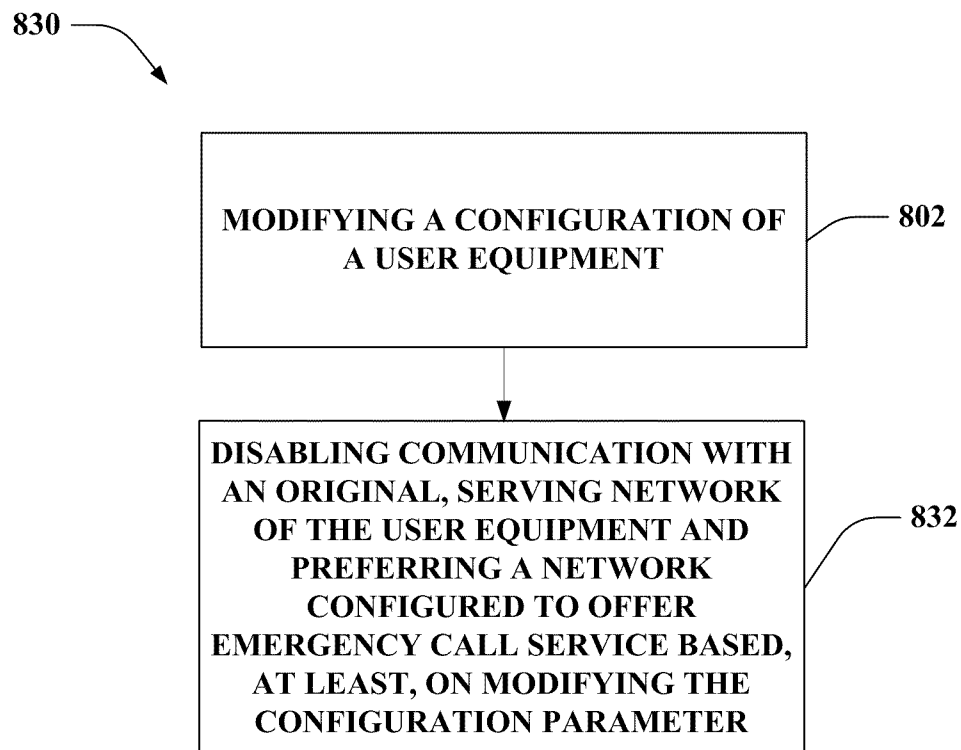 830
MODIFYING A CONFIGURATION OF
A USER EQUIPMENT
802
DISABLING COMMUNICATION WITH
AN ORIGINAL, SERVING NETWORK
OF THE USER EQUIPMENT AND
PREFERRING A NETWORK
CONFIGURED TO OFFER
EMERGENCY CALL SERVICE BASED,
AT LEAST, ON MODIFYING THE
CONFIGURATION PARAMETER
832